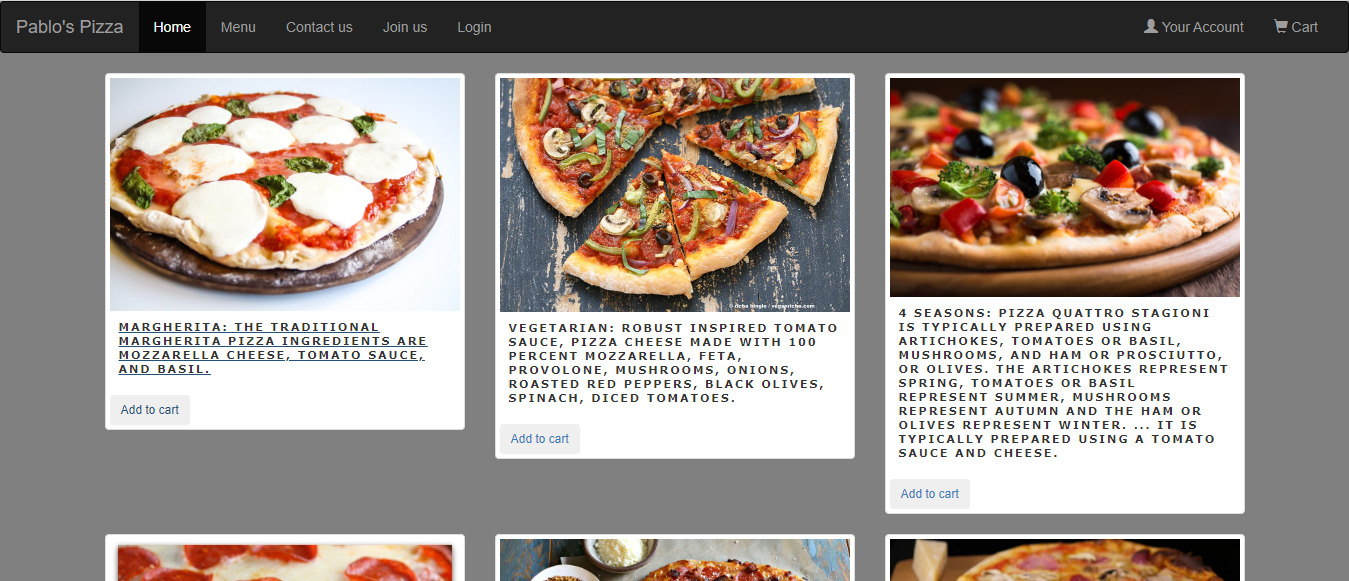 Pablo's Pizza Home Menu Contact us Join us Login Your Account Cart
MARGHERITA: THE TRADITIONAL
MARGHERITA PIZZA INGREDIENTS ARE
MOZZARELLA CHEESE, TOMATO SAUCE,
AND BASIL.
Add to cart
© Richa Hingle / veganricha.com
VEGETARIAN: ROBUST INSPIRED TOMATO
SAUCE, PIZZA CHEESE MADE WITH 100
PERCENT MOZZARELLA, FETA,
PROVOLONE, MUSHROOMS, ONIONS,
ROASTED RED PEPPERS, BLACK OLIVES,
SPINACH, DICED TOMATOES.
Add to cart
4 SEASONS: PIZZA QUATTRO STAGIONI
IS TYPICALLY PREPARED USING
ARTICHOKES, TOMATOES OR BASIL,
MUSHROOMS, AND HAM OR PROSCIUTTO,
OR OLIVES. THE ARTICHOKES REPRESENT
SPRING, TOMATOES OR BASIL
REPRESENT SUMMER, MUSHROOMS
REPRESENT AUTUMN AND THE HAM OR
OLIVES REPRESENT WINTER. ... IT IS
TYPICALLY PREPARED USING A TOMATO
SAUCE AND CHEESE.
Add to cart